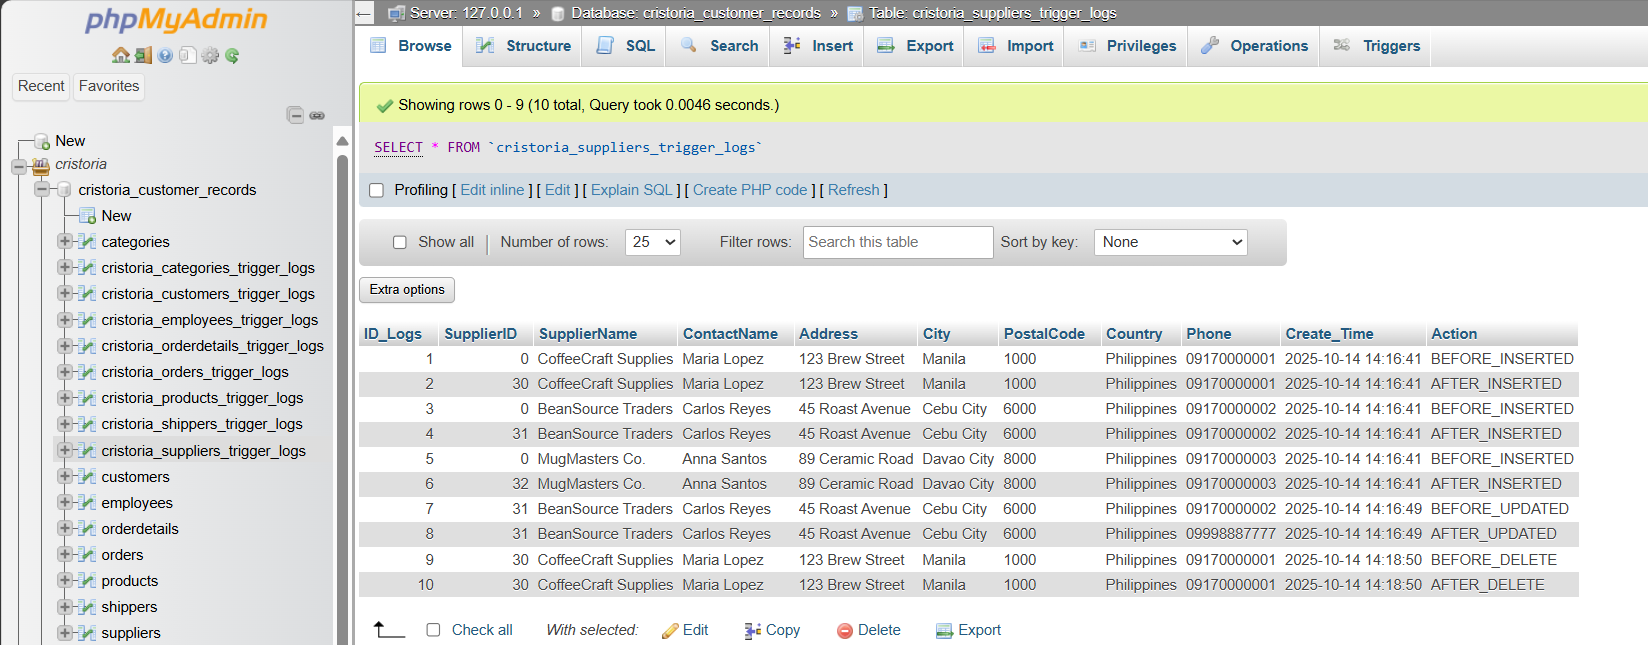 phpMyAdmin
Recent Favorites
New
cristoria
cristoria_customer_records
New
categories
cristoria_categories_trigger_logs
cristoria_customers_trigger_logs
cristoria_employees_trigger_logs
cristoria_orderdetails_trigger_logs
cristoria_orders_trigger_logs
cristoria_products_trigger_logs
cristoria_shippers_trigger_logs
cristoria_suppliers_trigger_logs
customers
employees
orderdetails
orders
products
shippers
suppliers
Server: 127.0.0.1 » Database: cristoria_customer_records » Table: cristoria_suppliers_trigger_logs
Browse Structure SQL Search Insert Export Import Privileges Operations Triggers
Showing rows 0 - 9 (10 total, Query took 0.0046 seconds.)
SELECT * FROM `cristoria_suppliers_trigger_logs`
Profiling [ Edit inline ] [ Edit ] [ Explain SQL ] [ Create PHP code ] [ Refresh ]
Show all | Number of rows: 25 Filter rows: Search this table Sort by key: None
Extra options
ID_Logs SupplierID SupplierName ContactName Address City PostalCode Country Phone Create_Time Action
1 0 CoffeeCraft Supplies Maria Lopez 123 Brew Street Manila 1000 Philippines 09170000001 2025-10-14 14:16:41 BEFORE_INSERTED
2 30 CoffeeCraft Supplies Maria Lopez 123 Brew Street Manila 1000 Philippines 09170000001 2025-10-14 14:16:41 AFTER_INSERTED
3 0 BeanSource Traders Carlos Reyes 45 Roast Avenue Cebu City 6000 Philippines 09170000002 2025-10-14 14:16:41 BEFORE_INSERTED
4 31 BeanSource Traders Carlos Reyes 45 Roast Avenue Cebu City 6000 Philippines 09170000002 2025-10-14 14:16:41 AFTER_INSERTED
5 0 MugMasters Co. Anna Santos 89 Ceramic Road Davao City 8000 Philippines 09170000003 2025-10-14 14:16:41 BEFORE_INSERTED
6 32 MugMasters Co. Anna Santos 89 Ceramic Road Davao City 8000 Philippines 09170000003 2025-10-14 14:16:41 AFTER_INSERTED
7 31 BeanSource Traders Carlos Reyes 45 Roast Avenue Cebu City 6000 Philippines 09170000002 2025-10-14 14:16:49 BEFORE_UPDATED
8 31 BeanSource Traders Carlos Reyes 45 Roast Avenue Cebu City 6000 Philippines 09998887777 2025-10-14 14:16:49 AFTER_UPDATED
9 30 CoffeeCraft Supplies Maria Lopez 123 Brew Street Manila 1000 Philippines 09170000001 2025-10-14 14:18:50 BEFORE_DELETE
10 30 CoffeeCraft Supplies Maria Lopez 123 Brew Street Manila 1000 Philippines 09170000001 2025-10-14 14:18:50 AFTER_DELETE
Check all With selected: Edit Copy Delete Export